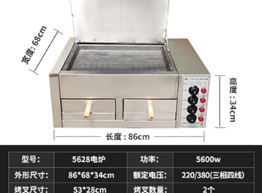 宽度：68cm
高度：34cm
长度：86cm
型号： 5628电炉 功率： 5600w
外形尺寸： 86*68*34cm 额定电压： 220/380(三相四线)
烤叉尺寸： 53*28cm 烤叉数量： 2个